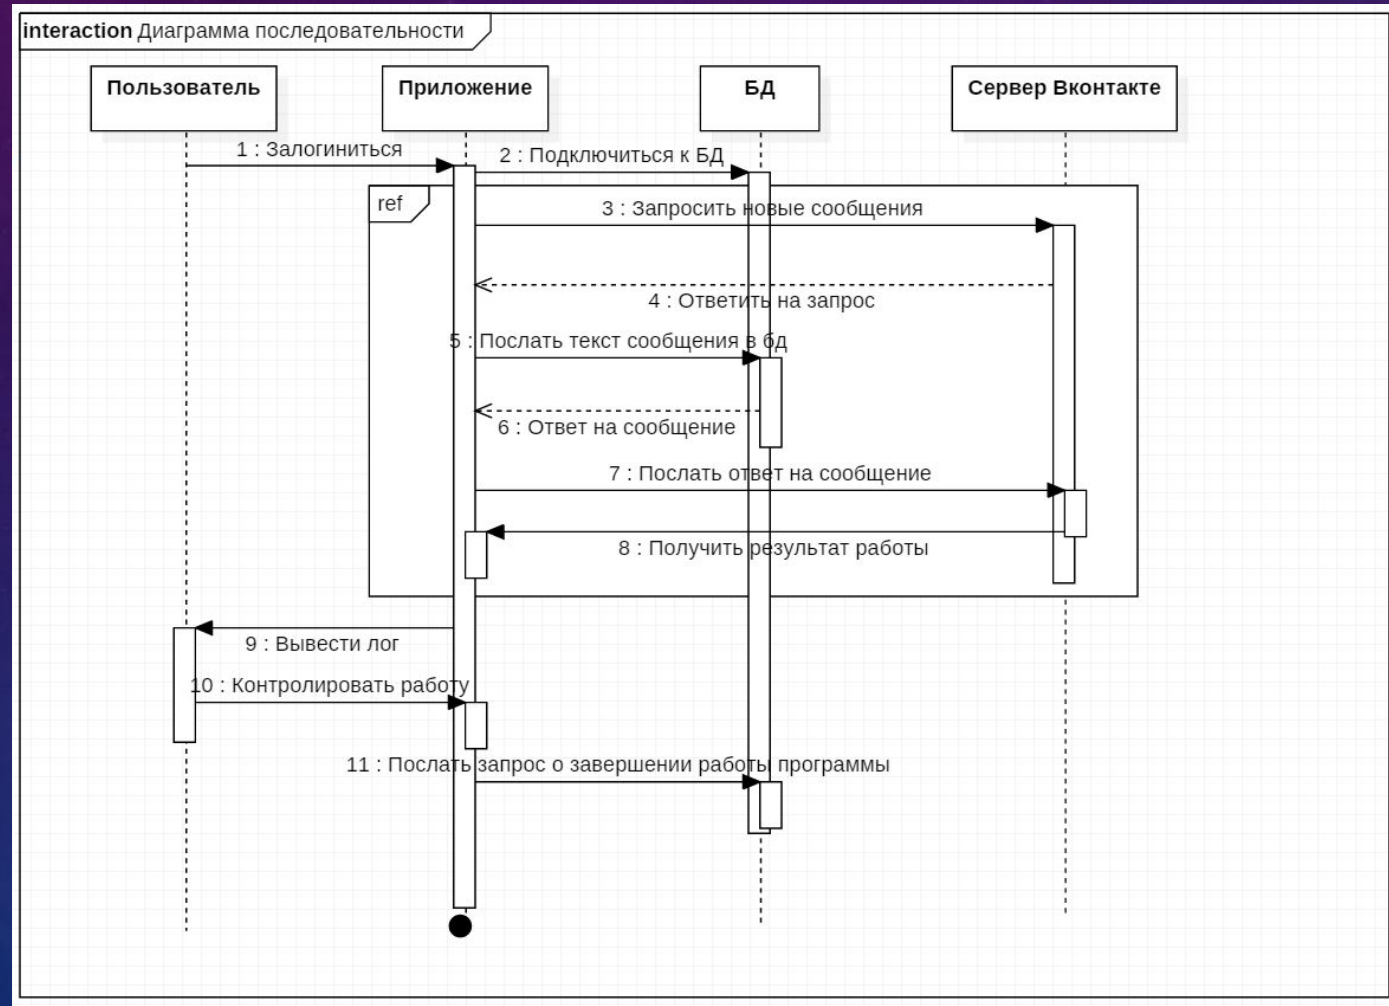 interaction Диаграмма последовательности
Пользователь
Приложение
БД
Сервер Вконтакте
1 : Залогиниться
2 : Подключиться к БД
ref
3 : Запросить новые сообщения
4 : Ответить на запрос
5 : Послать текст сообщения в бд
6 : Ответ на сообщение
7 : Послать ответ на сообщение
8 : Получить результат работы
9 : Вывести лог
10 : Контролировать работу
11 : Послать запрос о завершении работы программы